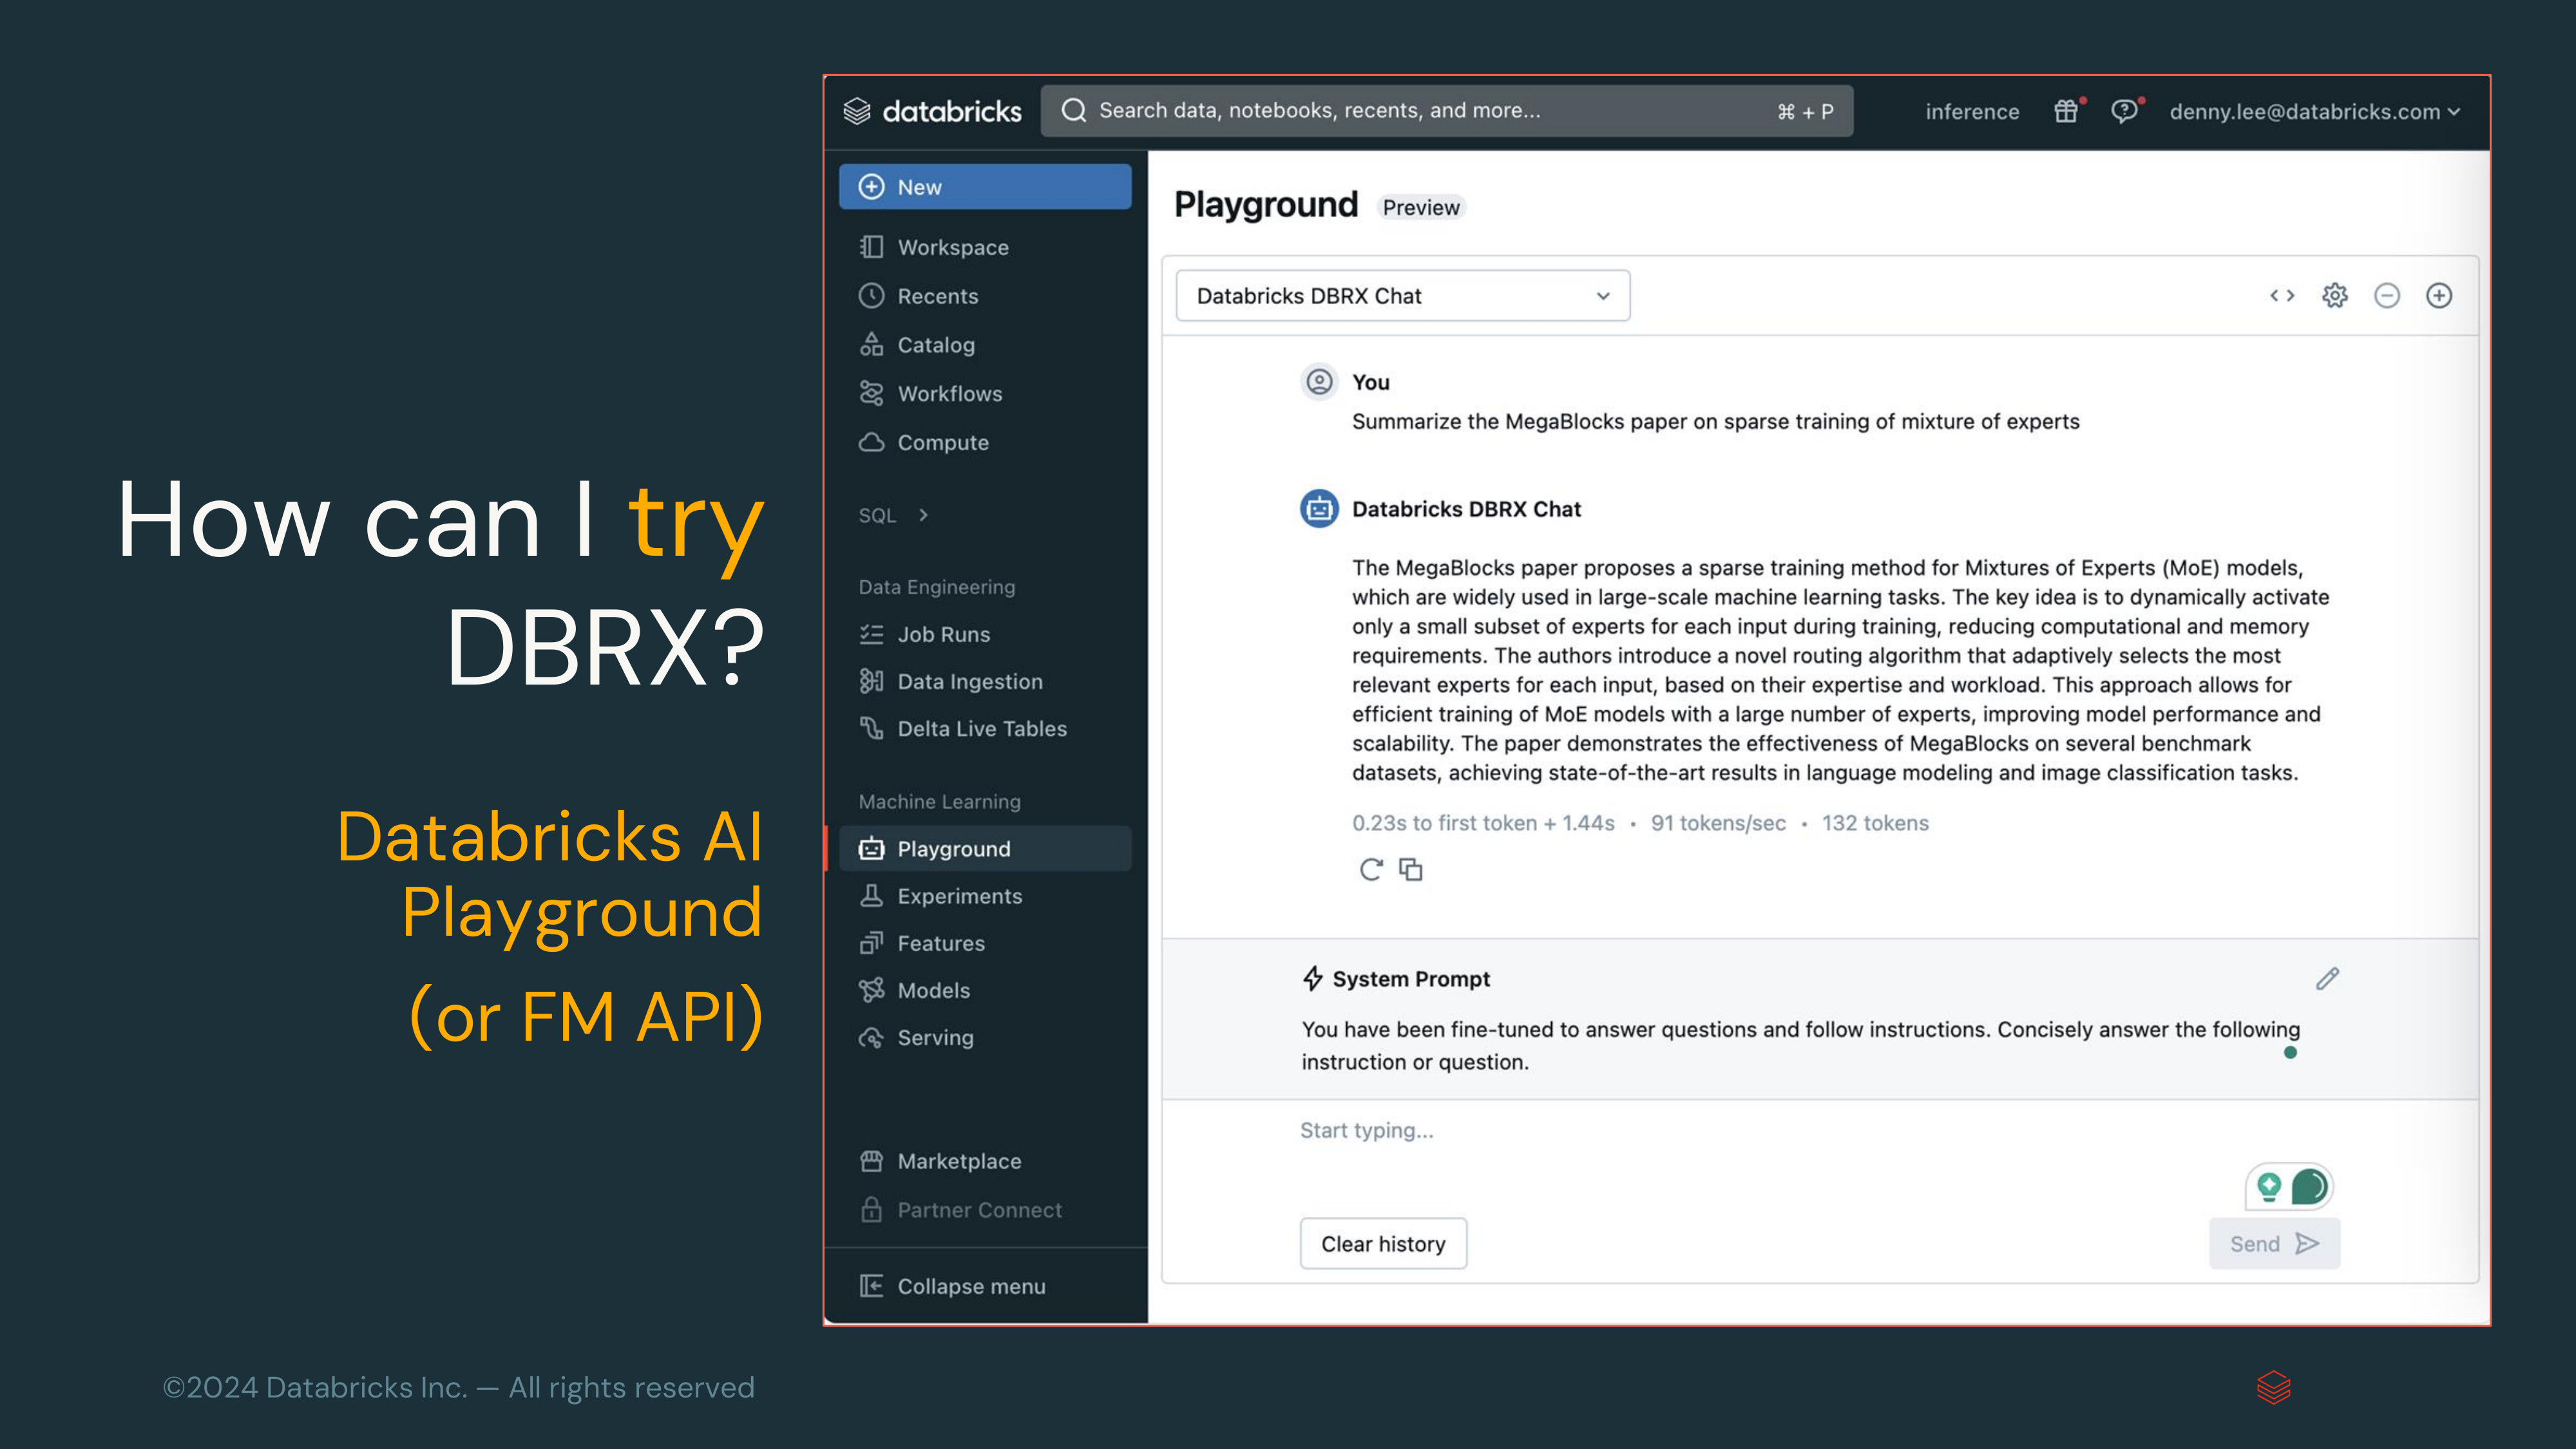 How can I try
DBRX?
Databricks AI
Playground
(or FM API)
databricks
Search data, notebooks, recents, and more...
⌘ + P
inference
denny.lee@databricks.com
New
Workspace
Recents
Catalog
Workflows
Compute
SQL
Data Engineering
Job Runs
Data Ingestion
Delta Live Tables
Machine Learning
Playground
Experiments
Features
Models
Serving
Marketplace
Partner Connect
Collapse menu
Playground Preview
Databricks DBRX Chat
You
Summarize the MegaBlocks paper on sparse training of mixture of experts
Databricks DBRX Chat
The MegaBlocks paper proposes a sparse training method for Mixtures of Experts (MoE) models,
which are widely used in large-scale machine learning tasks. The key idea is to dynamically activate
only a small subset of experts for each input during training, reducing computational and memory
requirements. The authors introduce a novel routing algorithm that adaptively selects the most
relevant experts for each input, based on their expertise and workload. This approach allows for
efficient training of MoE models with a large number of experts, improving model performance and
scalability. The paper demonstrates the effectiveness of MegaBlocks on several benchmark
datasets, achieving state-of-the-art results in language modeling and image classification tasks.
0.23s to first token + 1.44s • 91 tokens/sec • 132 tokens
System Prompt
You have been fine-tuned to answer questions and follow instructions. Concisely answer the following
instruction or question.
Start typing...
Clear history
Send
©2024 Databricks Inc. — All rights reserved